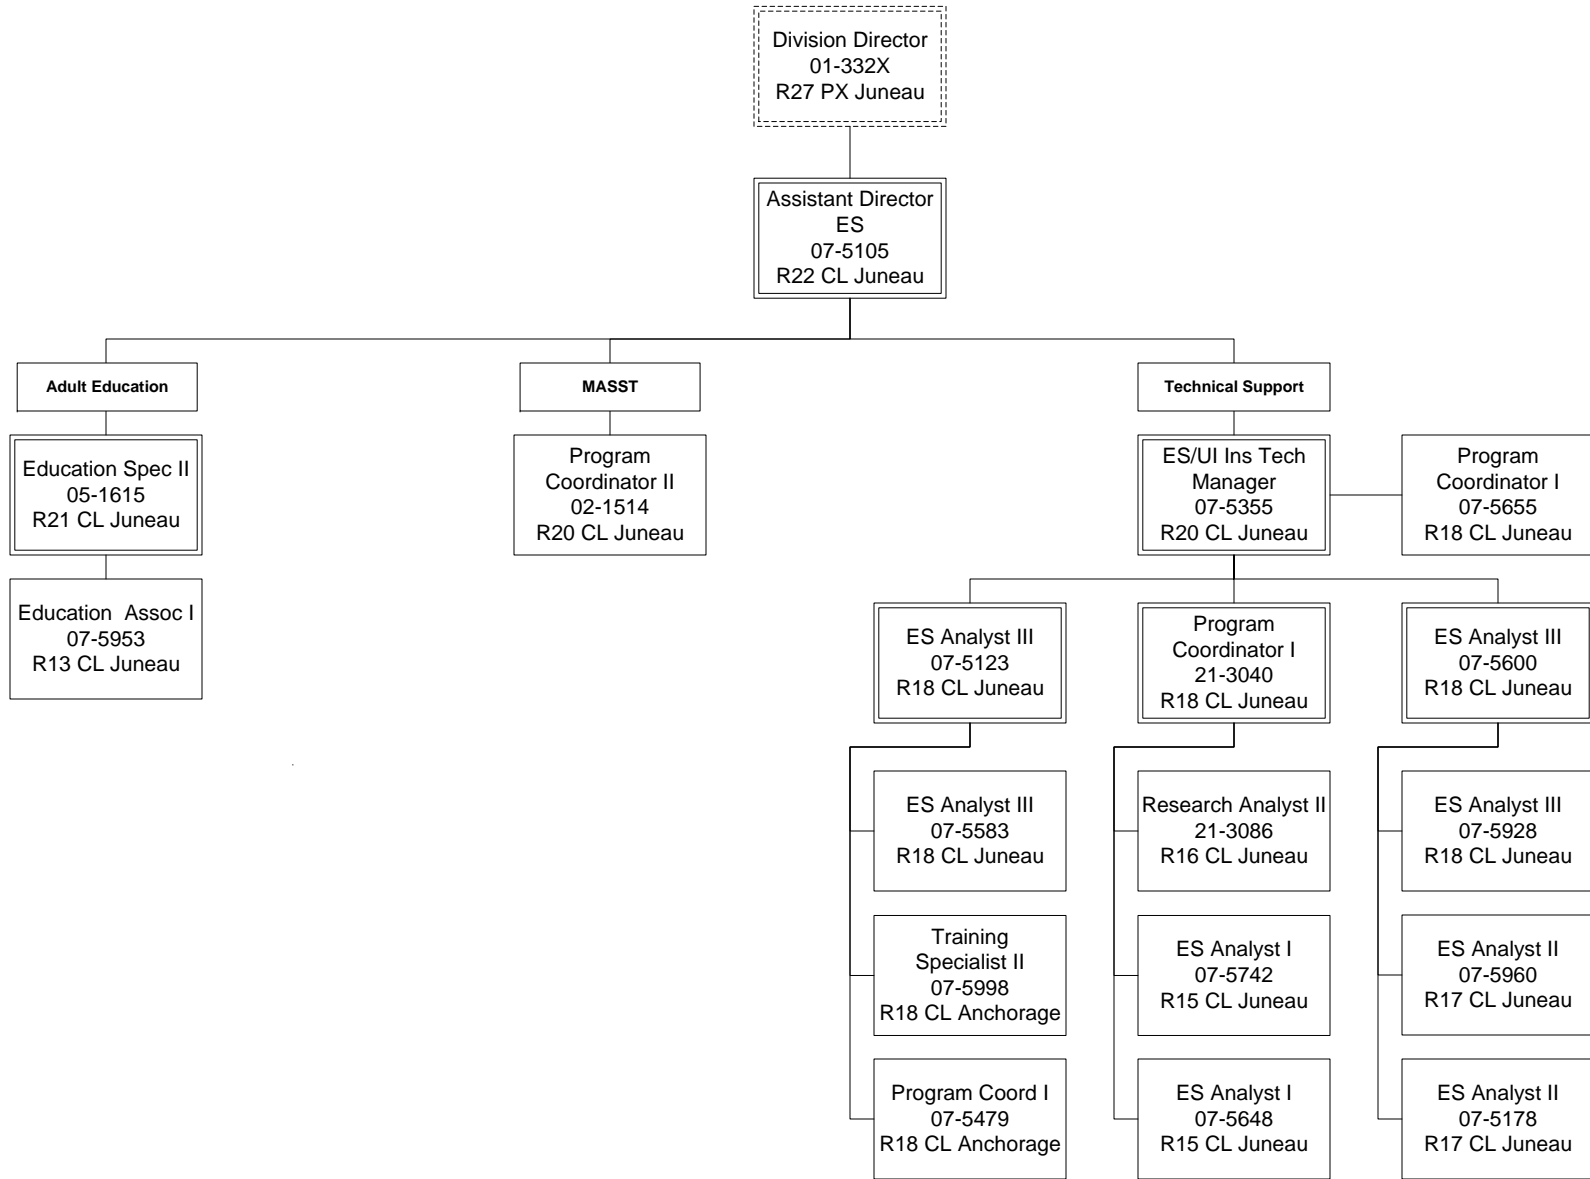 Division Director
01-332X
R27 PX Juneau
Assistant Director
ES
07-5105
R22 CL Juneau
Adult Education
MASST
Technical Support
Education Spec II
05-1615
R21 CL Juneau
Program
Coordinator II
02-1514
R20 CL Juneau
ES/UI Ins Tech
Manager
07-5355
R20 CL Juneau
Program
Coordinator I
07-5655
R18 CL Juneau
Education  Assoc I
07-5953
R13 CL Juneau
ES Analyst III
07-5123
R18 CL Juneau
Program
Coordinator I
21-3040
R18 CL Juneau
ES Analyst III
07-5600
R18 CL Juneau
ES Analyst III
07-5583
R18 CL Juneau
Research Analyst II
21-3086
R16 CL Juneau
ES Analyst III
07-5928
R18 CL Juneau
Training
Specialist II
07-5998
R18 CL Anchorage
ES Analyst I
07-5742
R15 CL Juneau
ES Analyst II
07-5960
R17 CL Juneau
Program Coord I
07-5479
R18 CL Anchorage
ES Analyst I
07-5648
R15 CL Juneau
ES Analyst II
07-5178
R17 CL Juneau